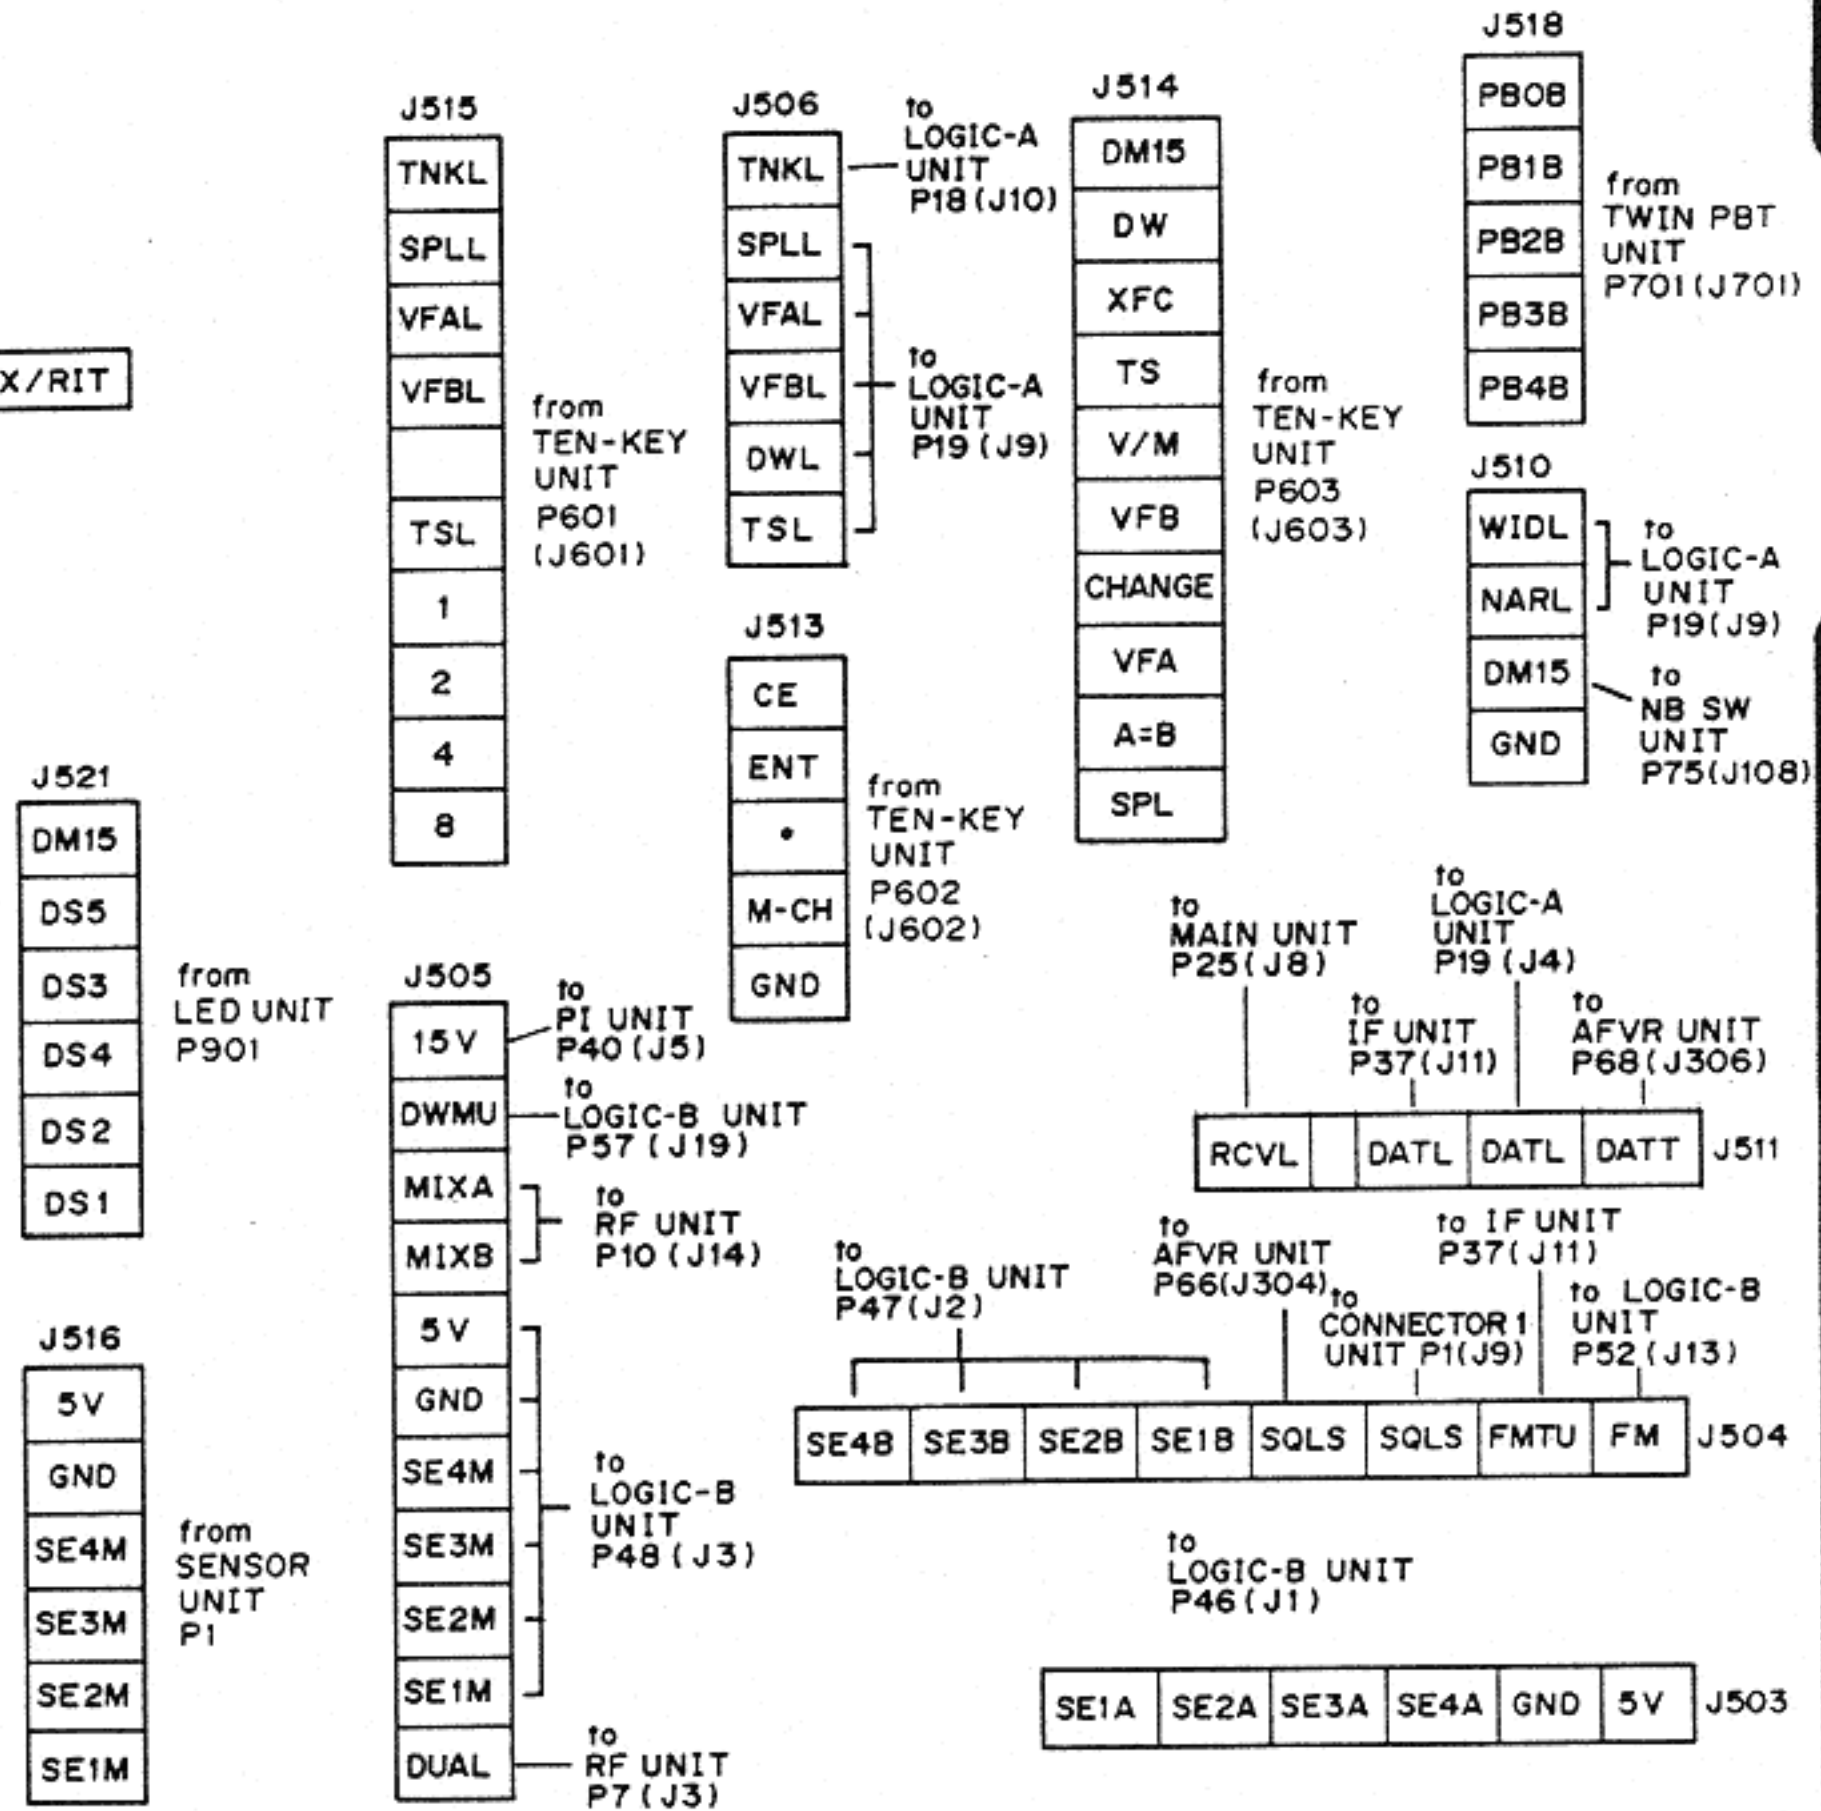 X/RIT
J521
DM15
DS5
DS3
DS4
DS2
DS1
from
LED UNIT
P901
J516
5V
GND
SE4M
SE3M
SE2M
SE1M
from
SENSOR
UNIT
P1
J515
TNKL
SPLL
VFAL
VFBL
TSL
1
2
4
8
from
TEN-KEY
UNIT
P601
(J601)
J505
15V
DWMU
MIXA
MIXB
5V
GND
SE4M
SE3M
SE2M
SE1M
DUAL
to
PI UNIT
P40(J5)
to
LOGIC-B UNIT
P57(J19)
to
RF UNIT
P10(J14)
to
LOGIC-B
UNIT
P48(J3)
to
RF UNIT
P7(J3)
J506
TNKL
SPLL
VFAL
VFBL
DWL
TSL
to
LOGIC-A
UNIT
P18(J10)
to
LOGIC-A
UNIT
P19(J9)
J513
CE
ENT
•
M-CH
GND
from
TEN-KEY
UNIT
P602
(J602)
J514
DM15
DW
XFC
TS
V/M
VFB
CHANGE
VFA
A=B
SPL
from
TEN-KEY
UNIT
P603
(J603)
J518
PB0B
PB1B
PB2B
PB3B
PB4B
from
TWIN PBT
UNIT
P701(J701)
J510
WIDL
NARL
DM15
GND
to
LOGIC-A
UNIT
P19(J9)
to
NB SW
UNIT
P75(J108)
to
MAIN UNIT
P25(J8)
to
IF UNIT
P37(J11)
to
LOGIC-A
UNIT
P19(J4)
to
AFVR UNIT
P68(J306)
RCVL DATL DATL DATT J511
to
LOGIC-B UNIT
P47(J2)
to
AFVR UNIT
P66(J304)
to
CONNECTOR1
UNIT P1(J9)
to IF UNIT
P37(J11)
to LOGIC-B
UNIT
P52(J13)
SE4B SE3B SE2B SE1B SQLS SQLS FMTU FM J504
to
LOGIC-B UNIT
P46(J1)
SE1A SE2A SE3A SE4A GND 5V J503